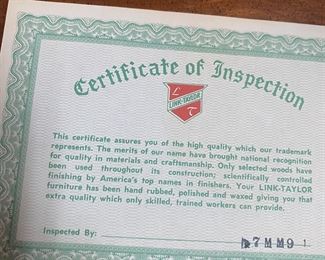 Certificate of Inspection
L
LINK-TAYLOR
T
This certificate assures you of the high quality which our trademark
represents. The merits of our name have brought national recognition
for quality in materials and craftsmanship. Only selected woods have
been used throughout its construction; scientifically controlled
finishing by America's top names in finishers. Your LINK-TAYLOR
furniture has been hand rubbed, polished and waxed giving you that
extra quality which only skilled, trained workers can provide.
Inspected By:
7MM9 1